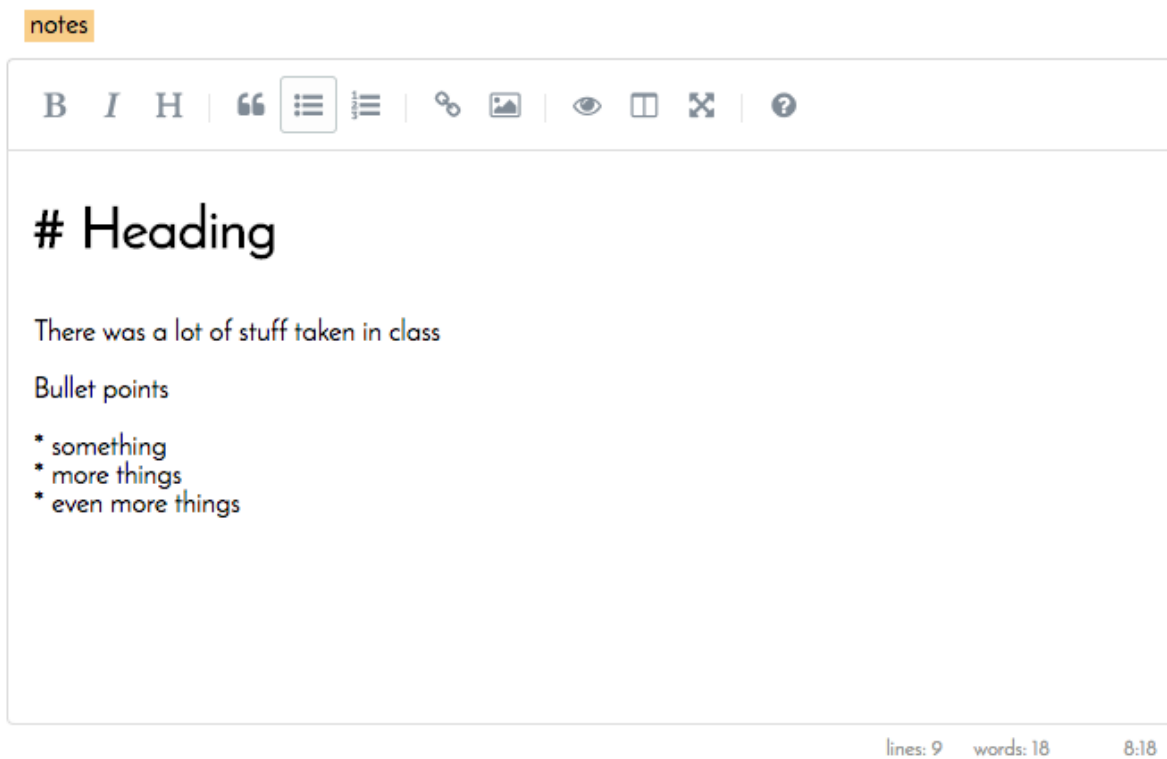 notes
B I H
# Heading
There was a lot of stuff taken in class
Bullet points
* something
* more things
* even more things
lines: 9 words: 18 8:18